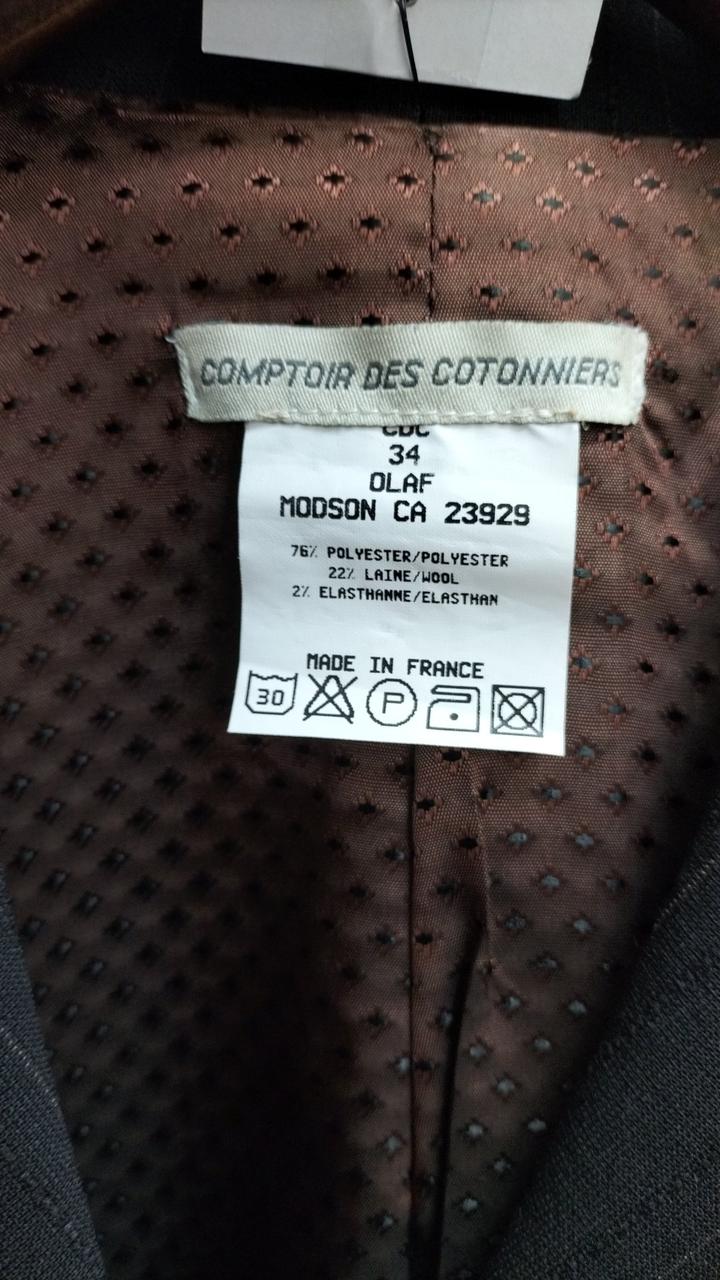 COMPTOIR DES COTONNIERS
CDC
34
OLAF
MODSON CA 23929
76% POLYESTER/POLYESTER
22% LAINE/WOOL
2% ELASTHANNE/ELASTHAN
MADE IN FRANCE
30 P